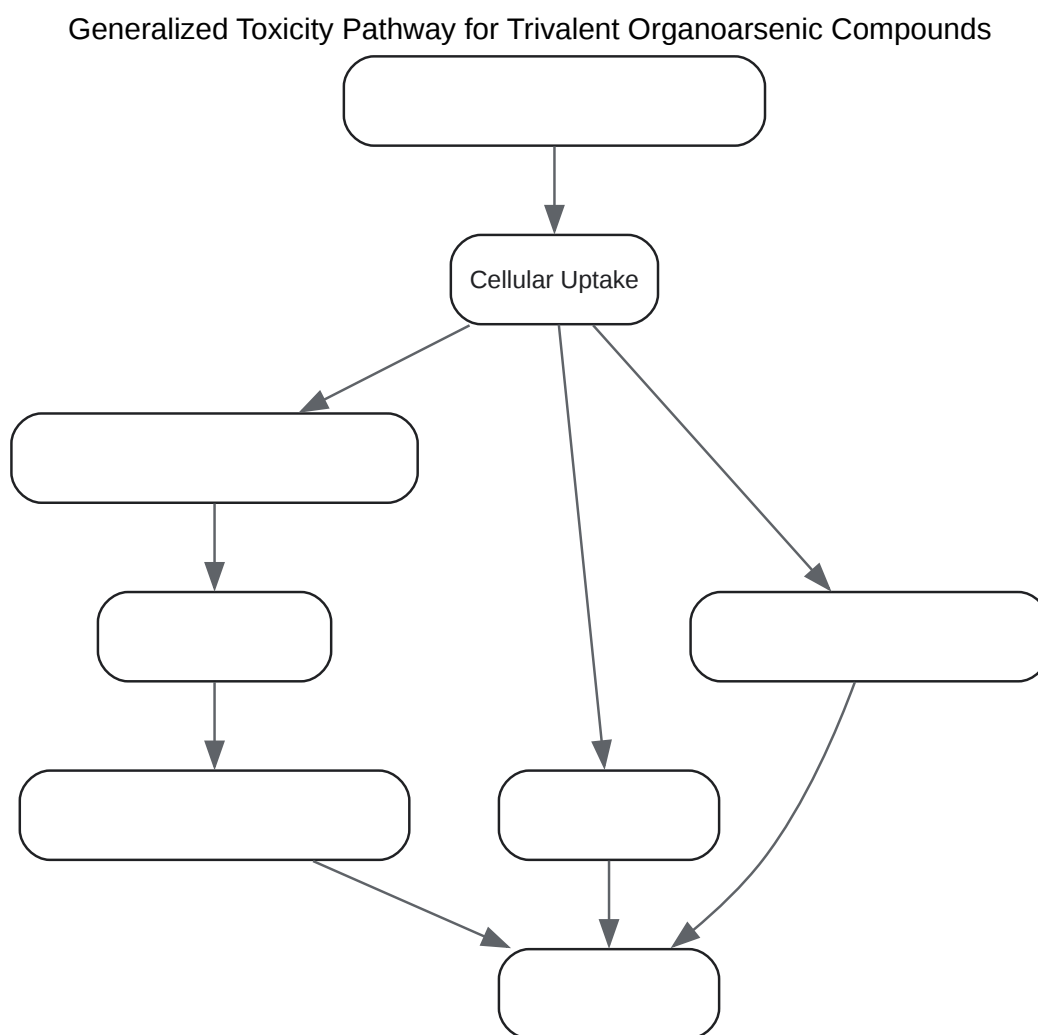 Generalized Toxicity Pathway for Trivalent Organoarsenic Compounds
Cellular Uptake